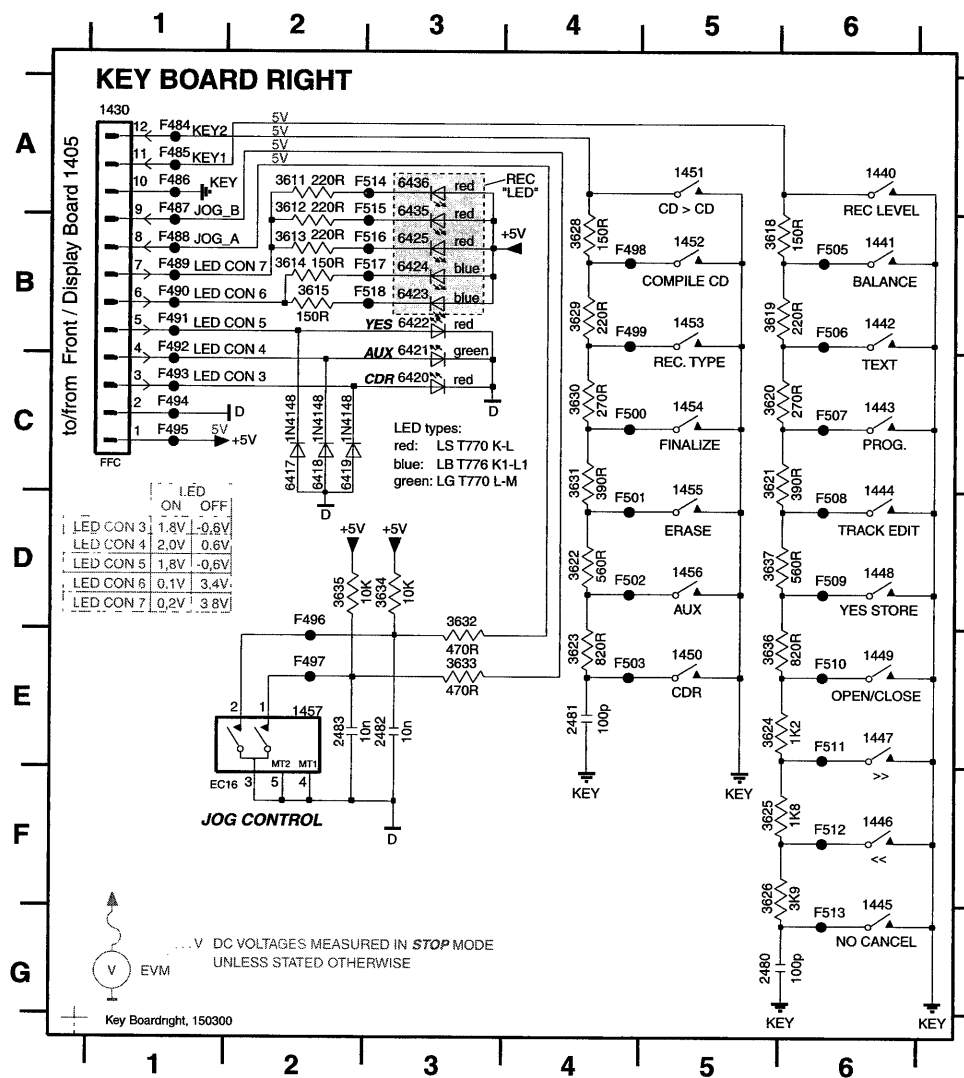 1 2 3 4 5 6
KEY BOARD RIGHT
A
B
C
D
E
F
G
1430
to/from Front / Display Board 1405
12 F484 KEY2
11 F485 KEY1
10 F486 KEY
9 F487 JOG_B
8 F488 JOG_A
7 F489 LED CON 7
6 F490 LED CON 6
5 F491 LED CON 5
4 F492 LED CON 4
3 F493 LED CON 3
2 F494 D
1 F495 5V +5V
FFC
5V
5V
5V
3611 220R F514 6436 red
3612 220R F515 6435 red
3613 220R F516 6425 red
3614 150R F517 6424 blue
3615 150R F518 6423 blue
REC "LED"
+5V
YES 6422 red
AUX 6421 green
CDR 6420 red
D
1N4148 1N4148 1N4148
6417 6418 6419
D
LED types:
red: LS T770 K-L
blue: LB T776 K1-L1
green: LG T770 L-M
LED
ON OFF
LED CON 3 1.8V -0,6V
LED CON 4 2,0V 0.6V
LED CON 5 1,8V -0,6V
LED CON 6 0.1V 3,4V
LED CON 7 0,2V 3 8V
+5V +5V
3635 10K
3634 10K
F496
3632
470R
F497
3633
470R
2 1 1457
MT2 MT1
EC16 3 5 4
JOG CONTROL
2483 10n
2482 10n
D
1451
CD > CD
3628 150R
F498 1452
COMPILE CD
3629 220R
F499 1453
REC. TYPE
3630 270R
F500 1454
FINALIZE
3631 390R
F501 1455
ERASE
3622 560R
F502 1456
AUX
3623 820R
F503 1450
CDR
2481 100p
KEY KEY
1440
REC LEVEL
3618 150R
F505 1441
BALANCE
3619 220R
F506 1442
TEXT
3620 270R
F507 1443
PROG.
3621 390R
F508 1444
TRACK EDIT
3637 560R
F509 1448
YES STORE
3636 820R
F510 1449
OPEN/CLOSE
3624 1K2
F511 1447
>>
3625 1K8
F512 1446
<<
3626 3K9
F513 1445
NO CANCEL
2480 100p
KEY KEY
V EVM
...V DC VOLTAGES MEASURED IN STOP MODE
UNLESS STATED OTHERWISE
Key Boardright, 150300
1 2 3 4 5 6